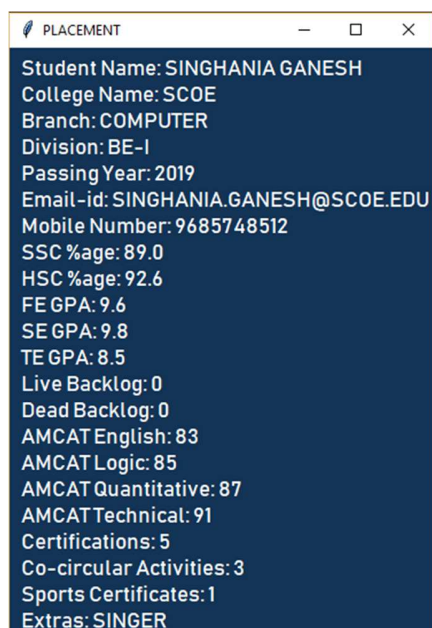 PLACEMENT
Student Name: SINGHANIA GANESH
College Name: SCOE
Branch: COMPUTER
Division: BE-I
Passing Year: 2019
Email-id: SINGHANIA.GANESH@SCOE.EDU
Mobile Number: 9685748512
SSC %age: 89.0
HSC %age: 92.6
FE GPA: 9.6
SE GPA: 9.8
TE GPA: 8.5
Live Backlog: 0
Dead Backlog: 0
AMCAT English: 83
AMCAT Logic: 85
AMCAT Quantitative: 87
AMCAT Technical: 91
Certifications: 5
Co-circular Activities: 3
Sports Certificates: 1
Extras: SINGER